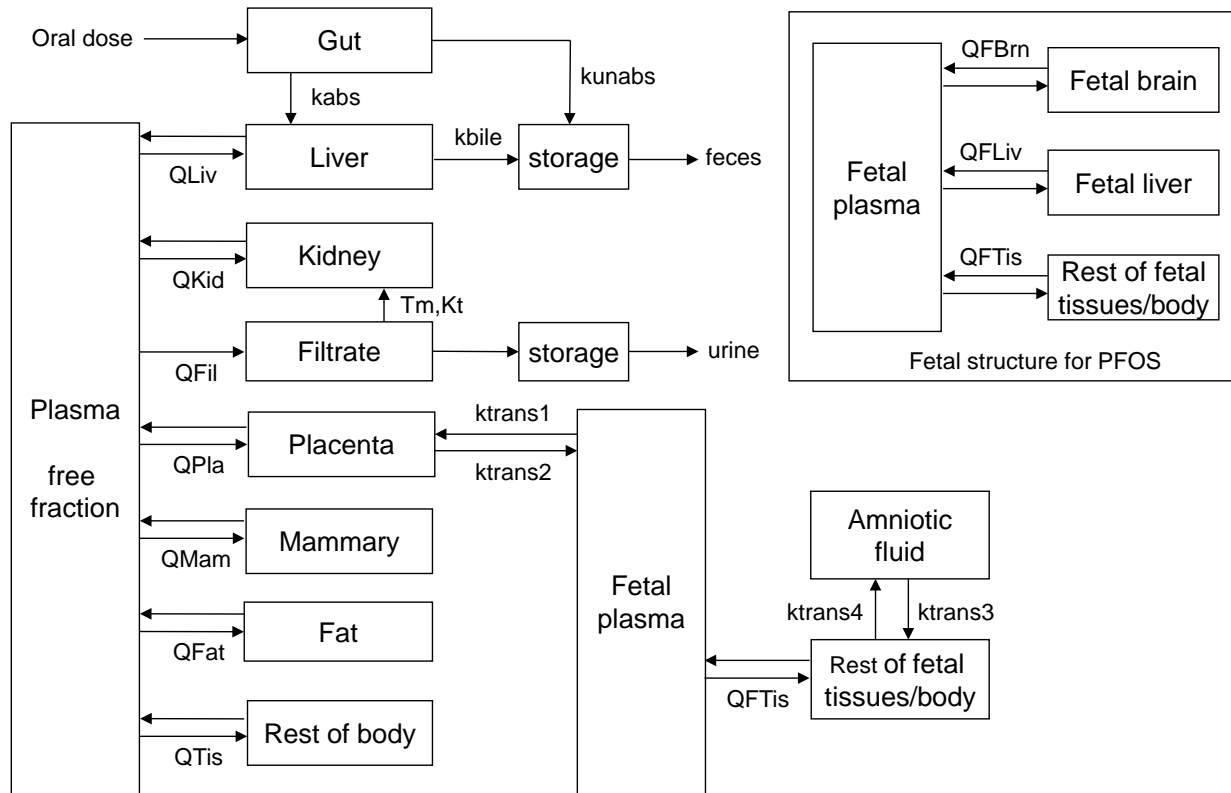 Oral dose
Gut
kabs
kunabs
QLiv
Liver
kbile
storage
feces
QKid
Kidney
Tm,Kt
QFil
Filtrate
storage
urine
Plasma
free
fraction
QPla
Placenta
ktrans1
ktrans2
QMam
Mammary
QFat
Fat
QTis
Rest of body
Fetal
plasma
Amniotic
fluid
ktrans4
ktrans3
QFTis
Rest of fetal
tissues/body
Fetal
plasma
QFBrn
Fetal brain
QFLiv
Fetal liver
QFTis
Rest of fetal
tissues/body
Fetal structure for PFOS